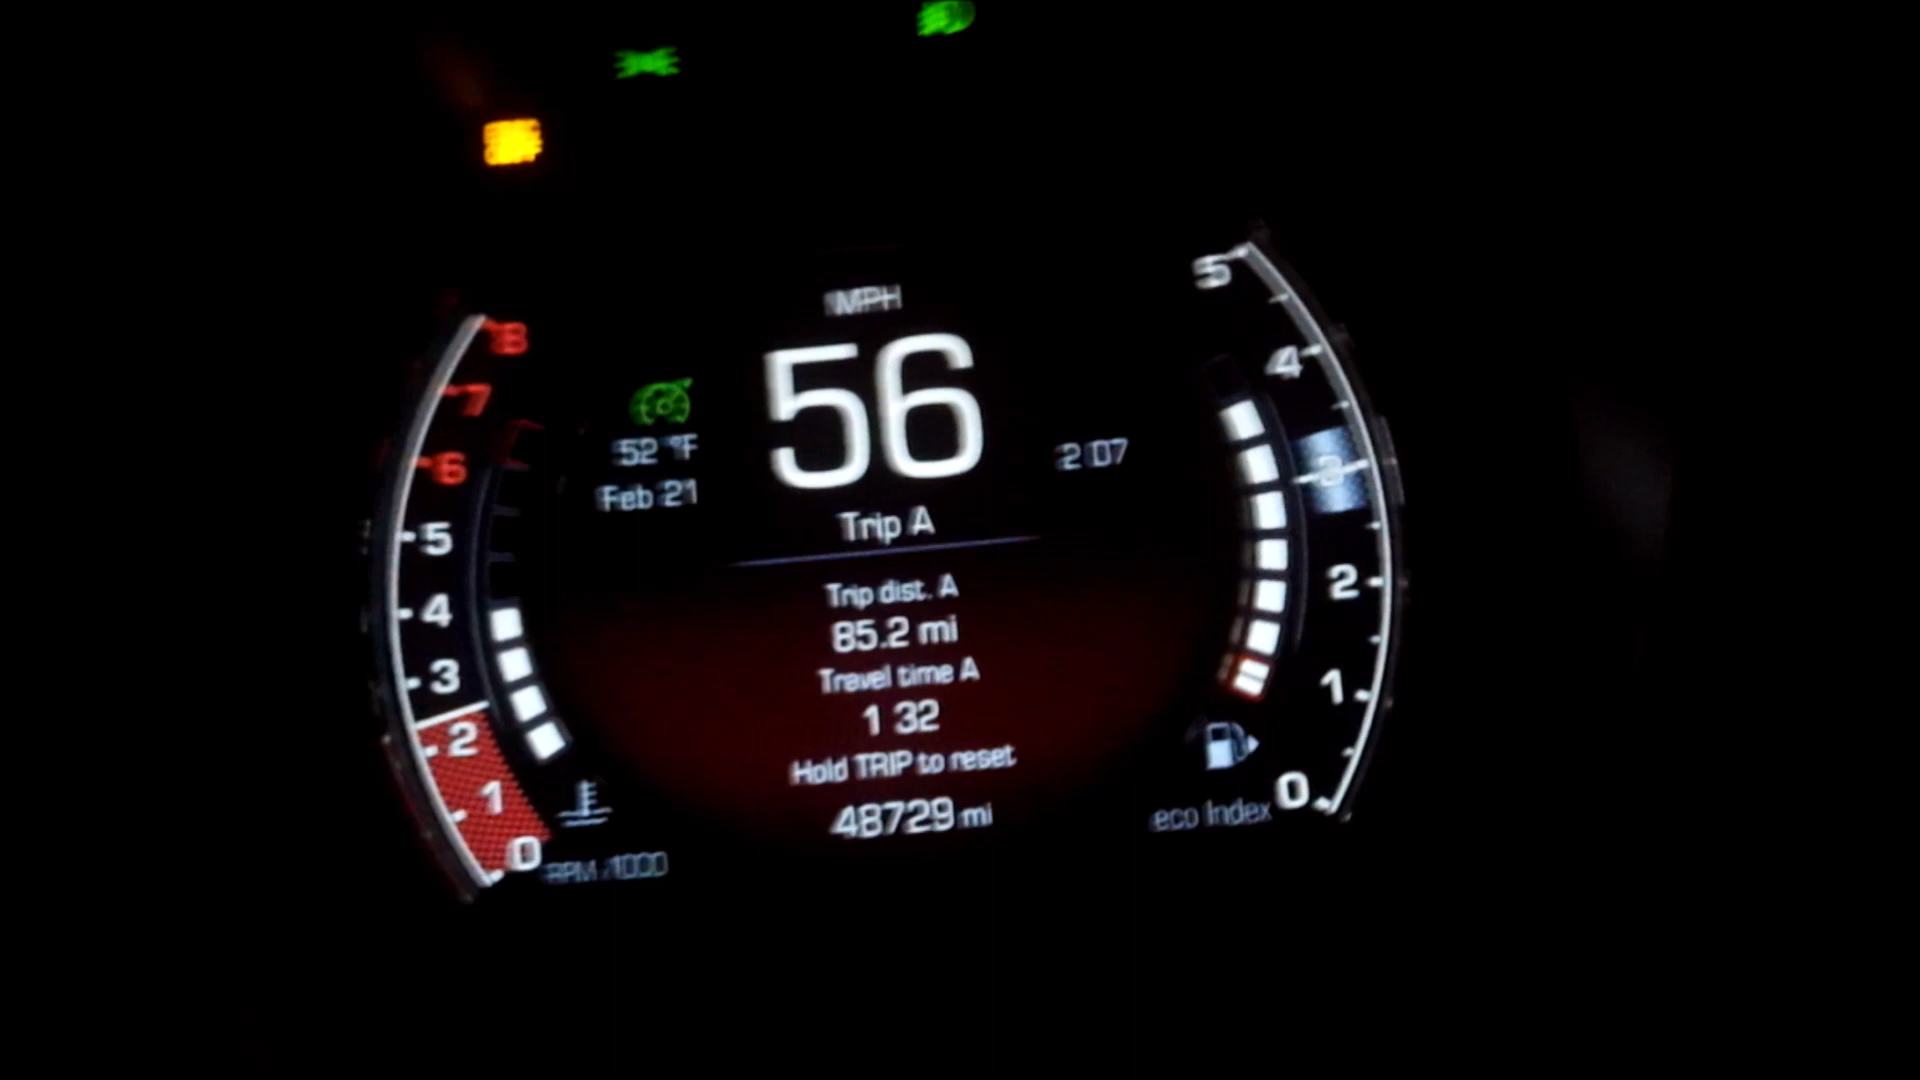 MPH
56
52 °F
Feb 21
2 07
Trip A
Trip dist. A
85.2 mi
Travel time A
1 32
Hold TRIP to reset
48729 mi
8
7
6
5
4
3
2
1
0
RPM /1000
5
4
3
2
1
0
eco Index